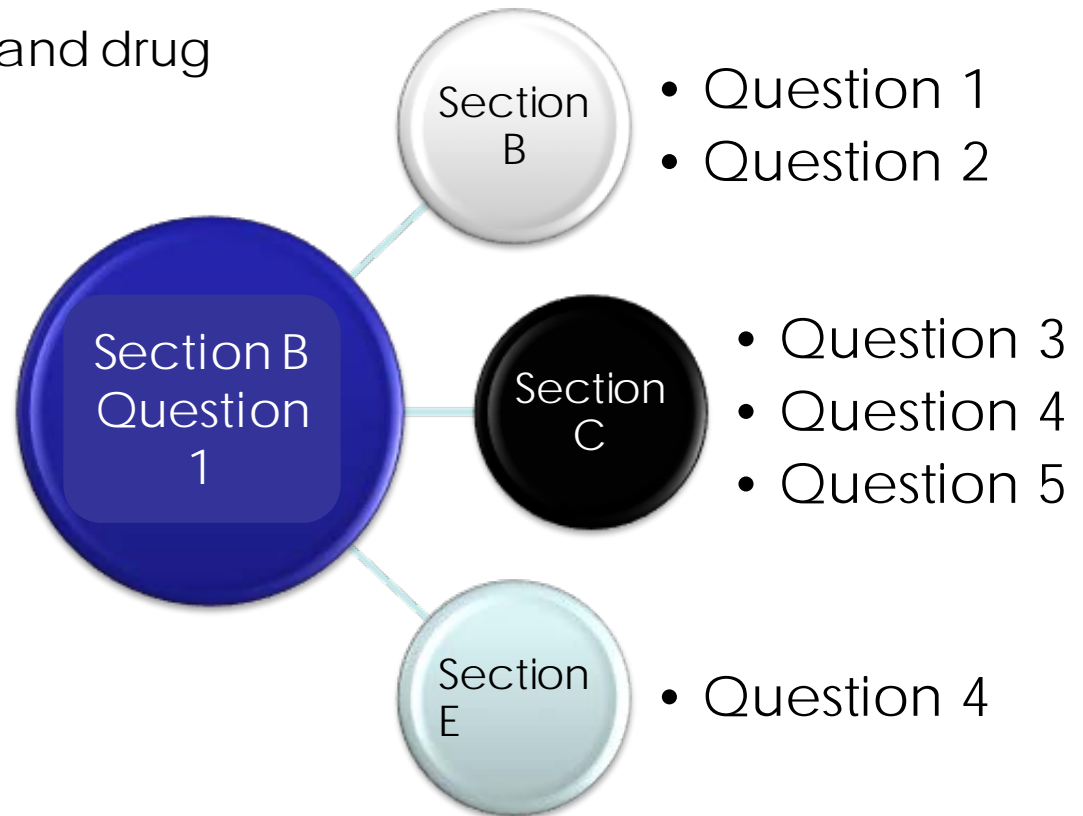 and drug
Section
B
• Question 1
• Question 2
Section B
Question
1
Section
C
• Question 3
• Question 4
• Question 5
Section
E
• Question 4